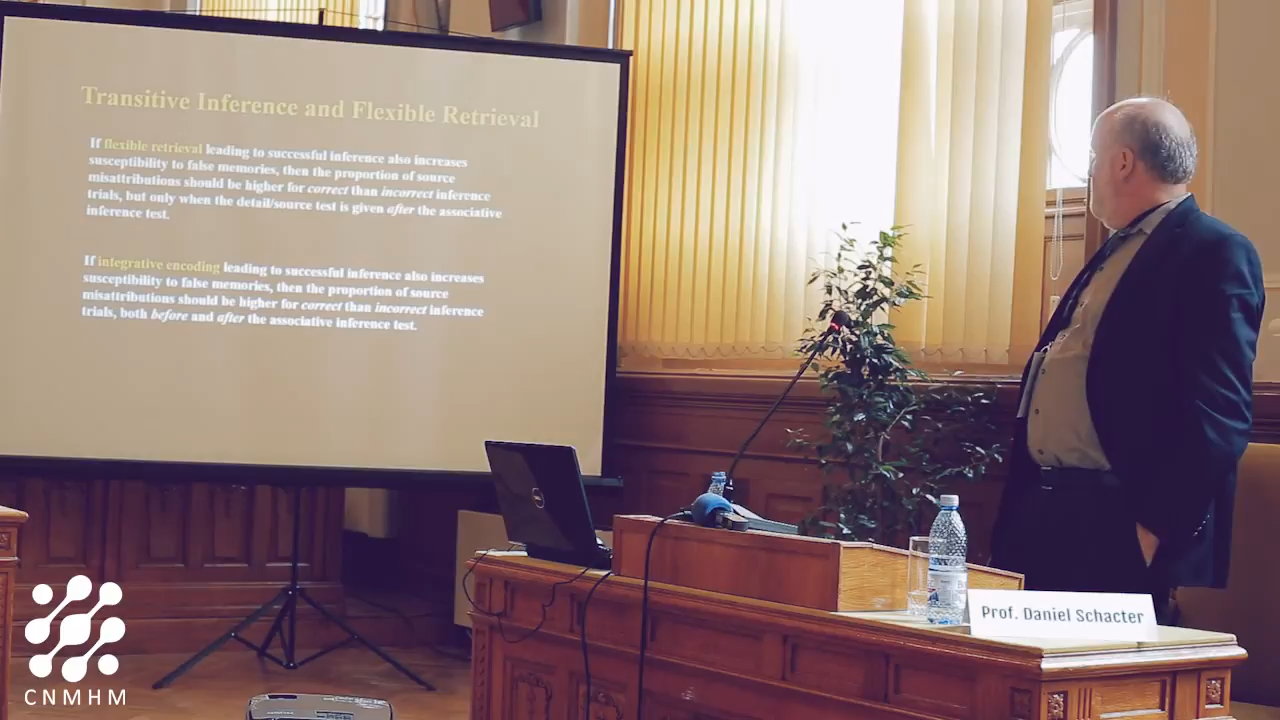 Transitive Inference and Flexible Retrieval
If flexible retrieval leading to successful inference also increases
susceptibility to false memories, then the proportion of source
misattributions should be higher for correct than incorrect inference
trials, but only when the detail/source test is given after the associative
inference test.
If integrative encoding leading to successful inference also increases
susceptibility to false memories, then the proportion of source
misattributions should be higher for correct than incorrect inference
trials, both before and after the associative inference test.
Prof. Daniel Schacter
CNMHM